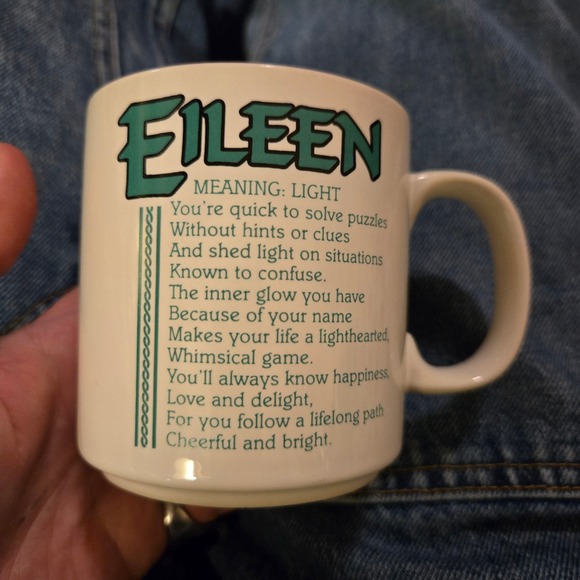 EILEEN
MEANING: LIGHT
You're quick to solve puzzles
Without hints or clues
And shed light on situations
Known to confuse.
The inner glow you have
Because of your name
Makes your life a lighthearted,
Whimsical game.
You'll always know happiness,
Love and delight,
For you follow a lifelong path
Cheerful and bright.